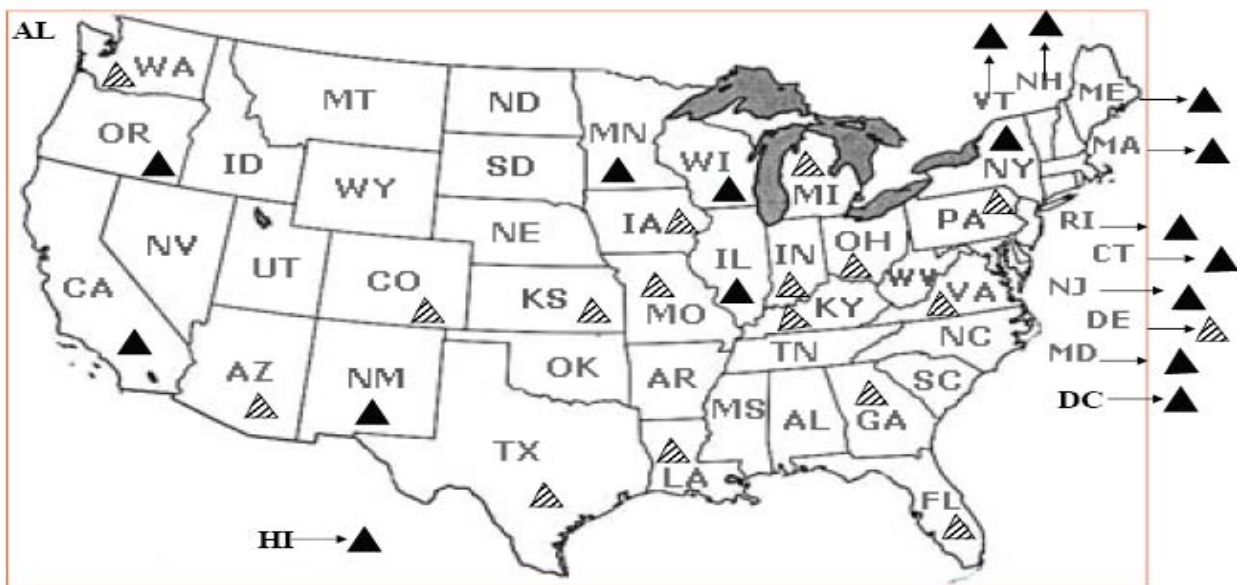 AL
WA
MT
ND
MN
VT
NH
ME
OR
ID
SD
WI
MI
NY
MA
WY
IA
PA
RI
NV
NE
IL
IN
OH
CT
UT
CO
KS
MO
KY
WV
VA
NJ
CA
DE
AZ
NM
OK
AR
TN
NC
MD
MS
AL
GA
SC
DC
TX
LA
FL
HI